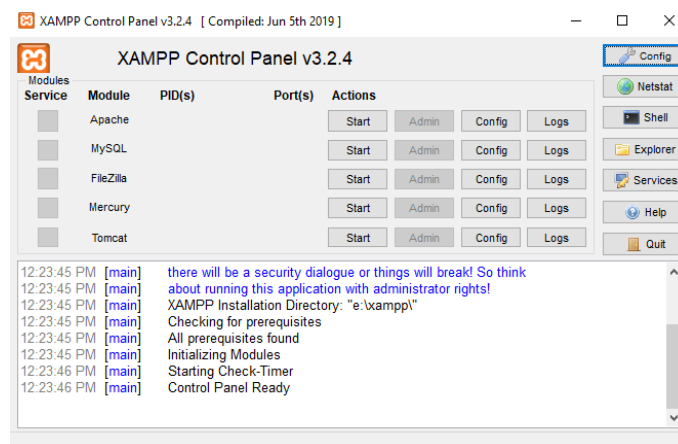 XAMPP Control Panel v3.2.4 [ Compiled: Jun 5th 2019 ]
XAMPP Control Panel v3.2.4
Config
Modules
Service Module PID(s) Port(s) Actions
Netstat
Apache Start Admin Config Logs
Shell
MySQL Start Admin Config Logs
Explorer
FileZilla Start Admin Config Logs
Services
Mercury Start Admin Config Logs
Help
Tomcat Start Admin Config Logs
Quit
12:23:45 PM [main] there will be a security dialogue or things will break! So think
12:23:45 PM [main] about running this application with administrator rights!
12:23:45 PM [main] XAMPP Installation Directory: "e:\xampp\"
12:23:45 PM [main] Checking for prerequisites
12:23:45 PM [main] All prerequisites found
12:23:45 PM [main] Initializing Modules
12:23:46 PM [main] Starting Check-Timer
12:23:46 PM [main] Control Panel Ready